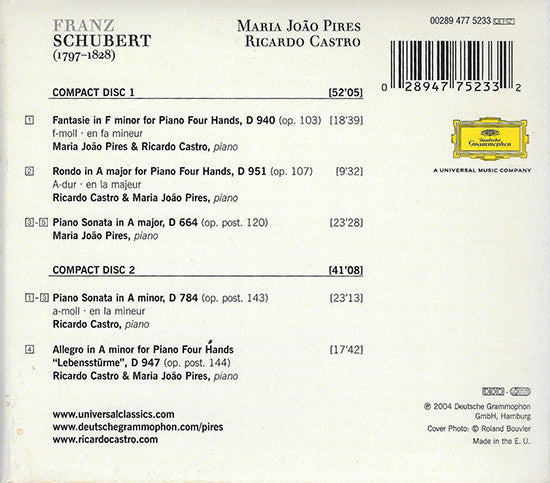 FRANZ
SCHUBERT
(1797–1828)
MARIA JOÃO PIRES
RICARDO CASTRO
00289 477 5233 GH2
0 28947 75233 2
Deutsche
Grammophon
A UNIVERSAL MUSIC COMPANY
COMPACT DISC 1 [52'05]
1 Fantasie in F minor for Piano Four Hands, D 940 (op. 103) [18'39]
f-moll · en fa mineur
Maria João Pires & Ricardo Castro, piano
2 Rondo in A major for Piano Four Hands, D 951 (op. 107) [9'32]
A-dur · en la majeur
Ricardo Castro & Maria João Pires, piano
3–5 Piano Sonata in A major, D 664 (op. post. 120) [23'28]
Maria João Pires, piano
COMPACT DISC 2 [41'08]
1–3 Piano Sonata in A minor, D 784 (op. post. 143) [23'13]
a-moll · en la mineur
Ricardo Castro, piano
4 Allegro in A minor for Piano Four Hands [17'42]
“Lebensstürme”, D 947 (op. post. 144)
Ricardo Castro & Maria João Pires, piano
www.universalclassics.com
www.deutschegrammophon.com/pires
www.ricardocastro.com
DDD
℗ 2004 Deutsche Grammophon
GmbH, Hamburg
Cover Photo: © Roland Bouvier
Made in the E. U.